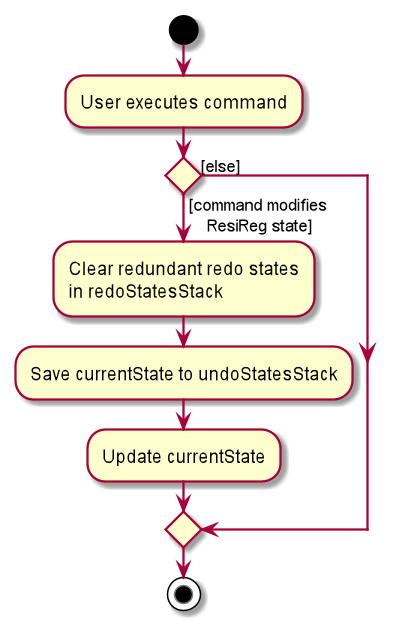 User executes command
[else]
[command modifies
ResiReg state]
Clear redundant redo states
in redoStatesStack
Save currentState to undoStatesStack
Update currentState